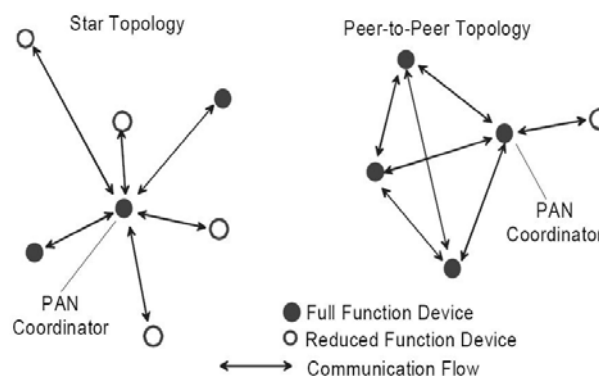 Star Topology
Peer-to-Peer Topology
PAN
Coordinator
PAN
Coordinator
Full Function Device
Reduced Function Device
Communication Flow